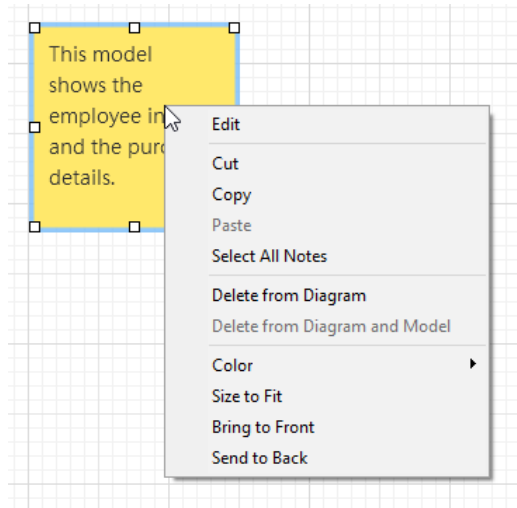 This model
shows the
employee in
and the
details.
Edit
Cut
Copy
Paste
Select All Notes
Delete from Diagram
Delete from Diagram and Model
Color
Size to Fit
Bring to Front
Send to Back